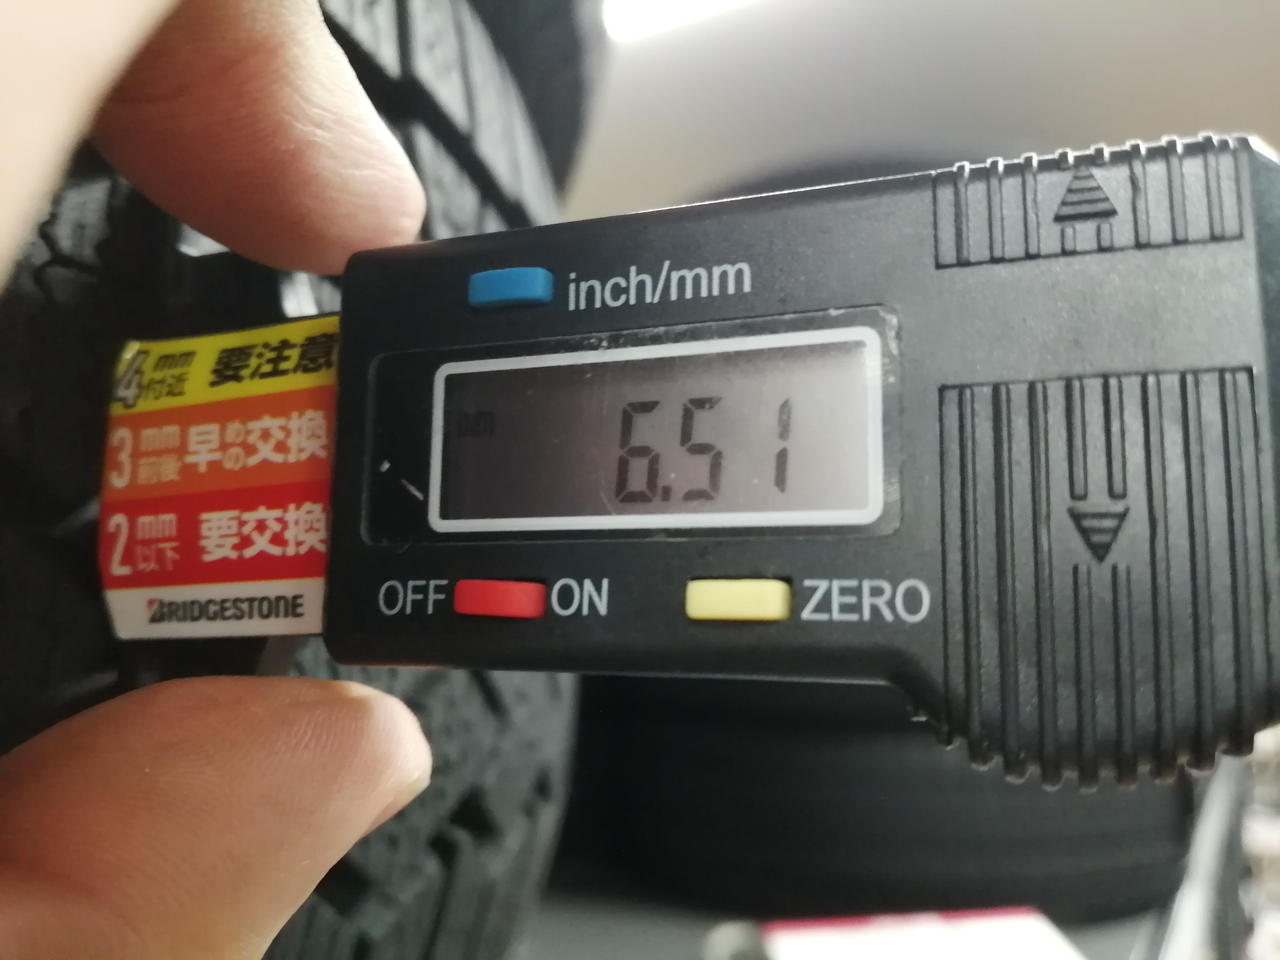 inch/mm
mm
6.51
OFF ON
ZERO
4mm付近 要注意
3mm前後 早めの交換
2mm以下 要交換
BRIDGESTONE